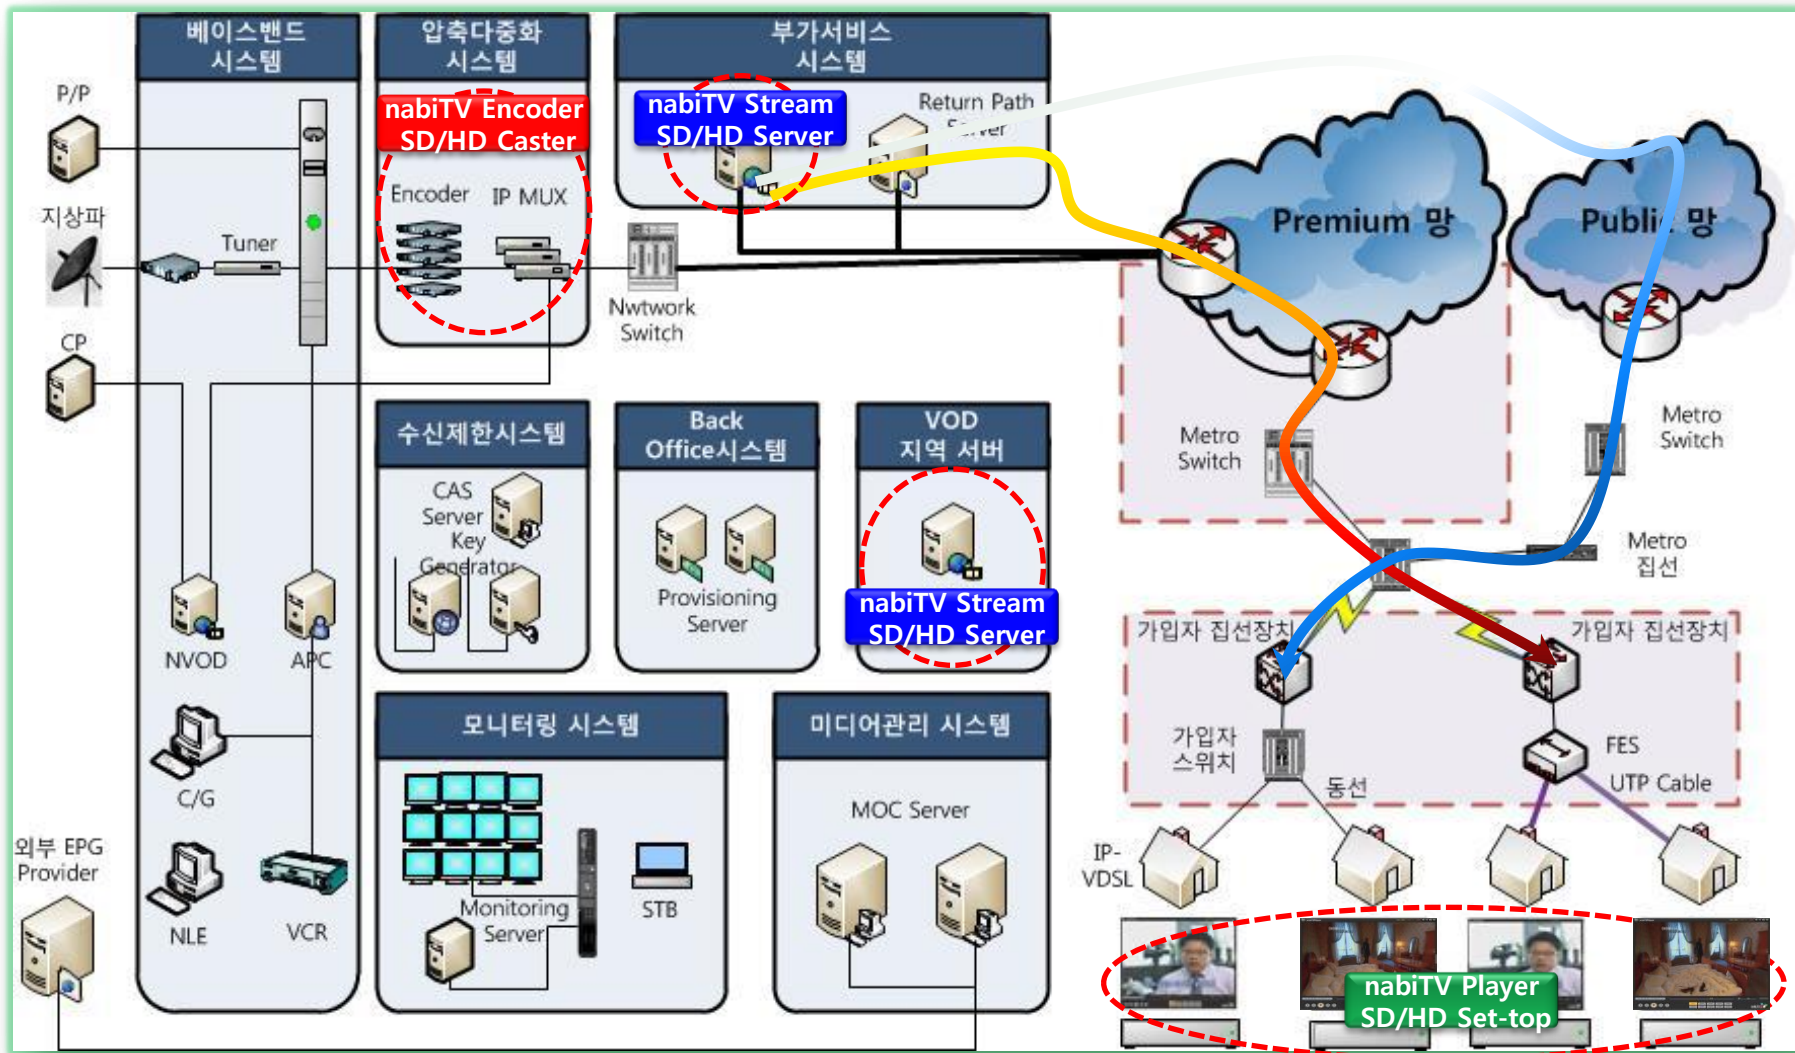 베이스밴드
시스템
압축다중화
시스템
부가서비스
시스템
P/P
nabiTV Encoder
SD/HD Caster
nabiTV Stream
SD/HD Server
Return Path
Server
지상파
Tuner
Encoder
IP MUX
Premium 망
Public 망
Nwtwork
Switch
CP
수신제한시스템
Back
Office시스템
VOD
지역 서버
Metro
Switch
Metro
Switch
CAS
Server
Key
Generator
Provisioning
Server
nabiTV Stream
SD/HD Server
Metro
집선
가입자 집선장치
가입자 집선장치
NVOD
APC
모니터링 시스템
미디어관리 시스템
가입자
스위치
FES
UTP Cable
동선
C/G
MOC Server
외부 EPG
Provider
IP-
VDSL
Monitoring
Server
STB
NLE
VCR
nabiTV Player
SD/HD Set-top